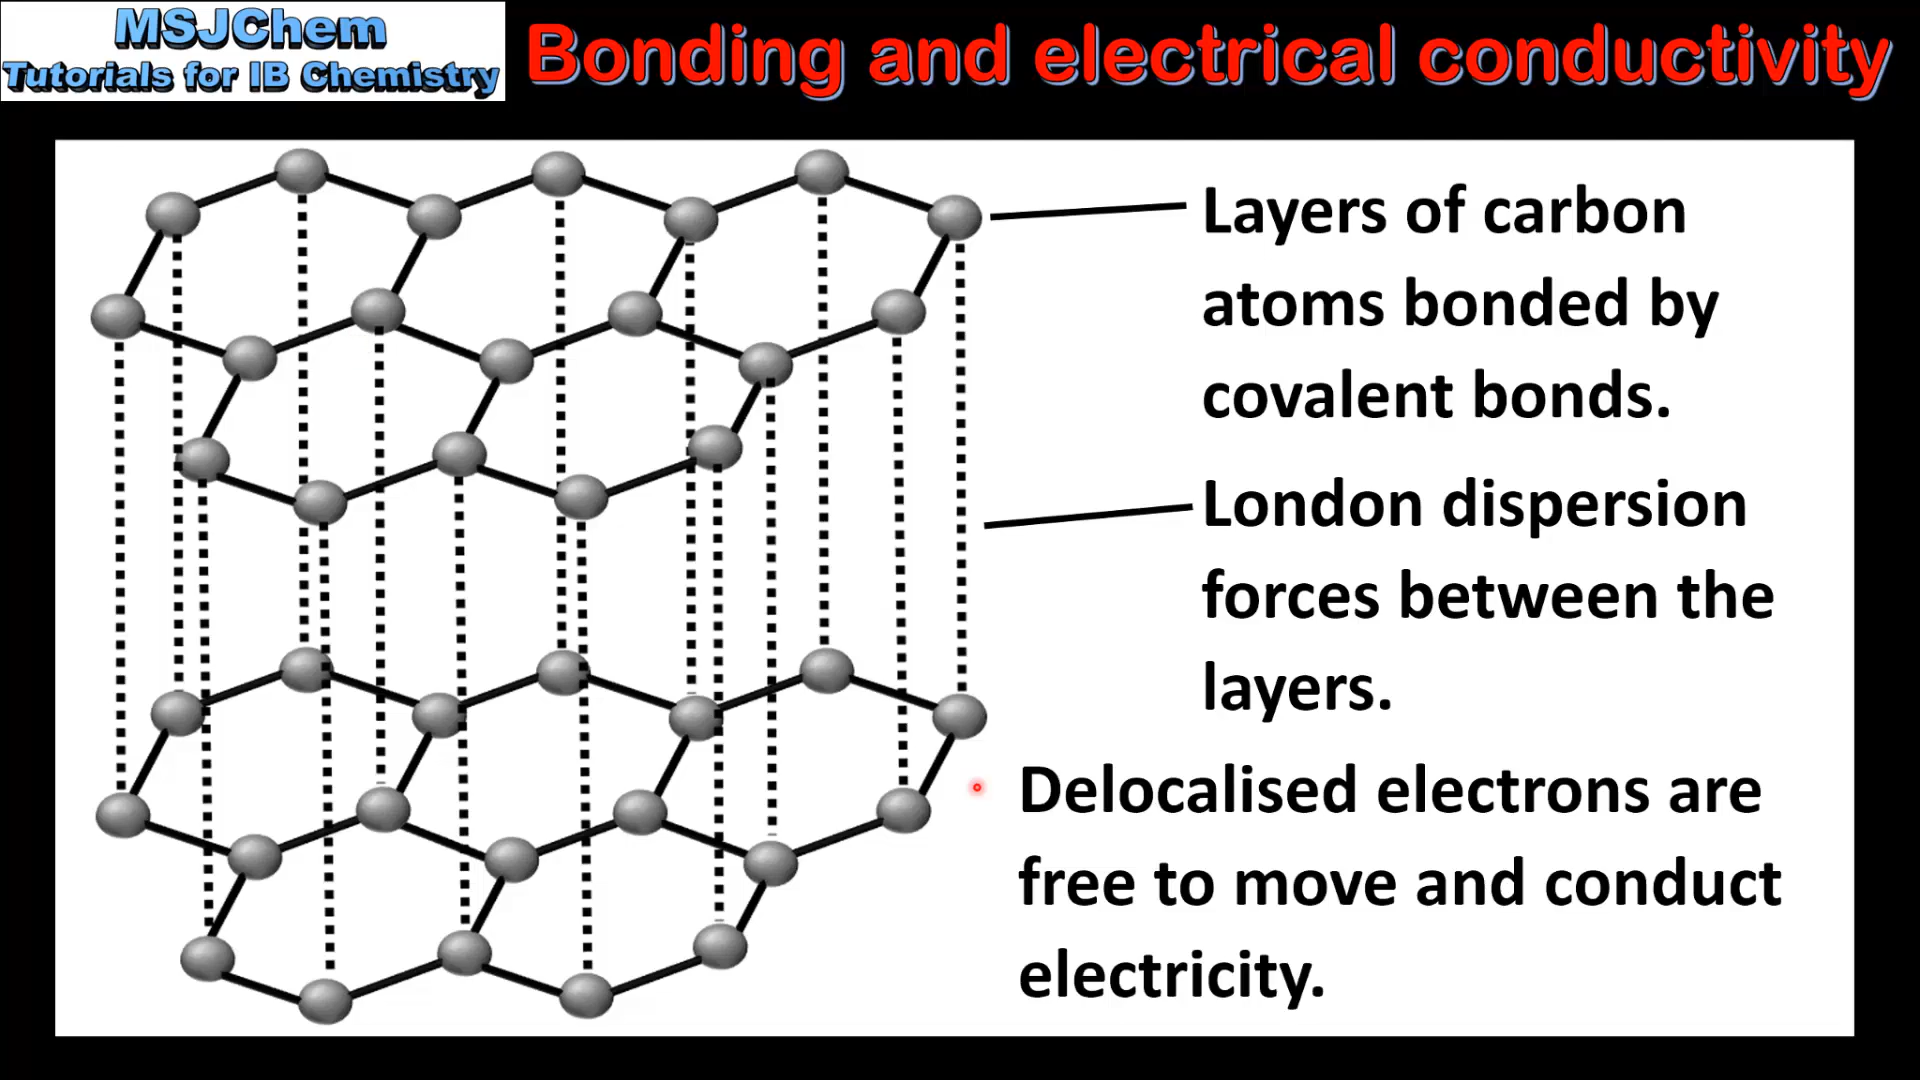 MSJChem
Tutorials for IB Chemistry
Bonding and electrical conductivity
Layers of carbon
atoms bonded by
covalent bonds.
London dispersion
forces between the
layers.
Delocalised electrons are
free to move and conduct
electricity.